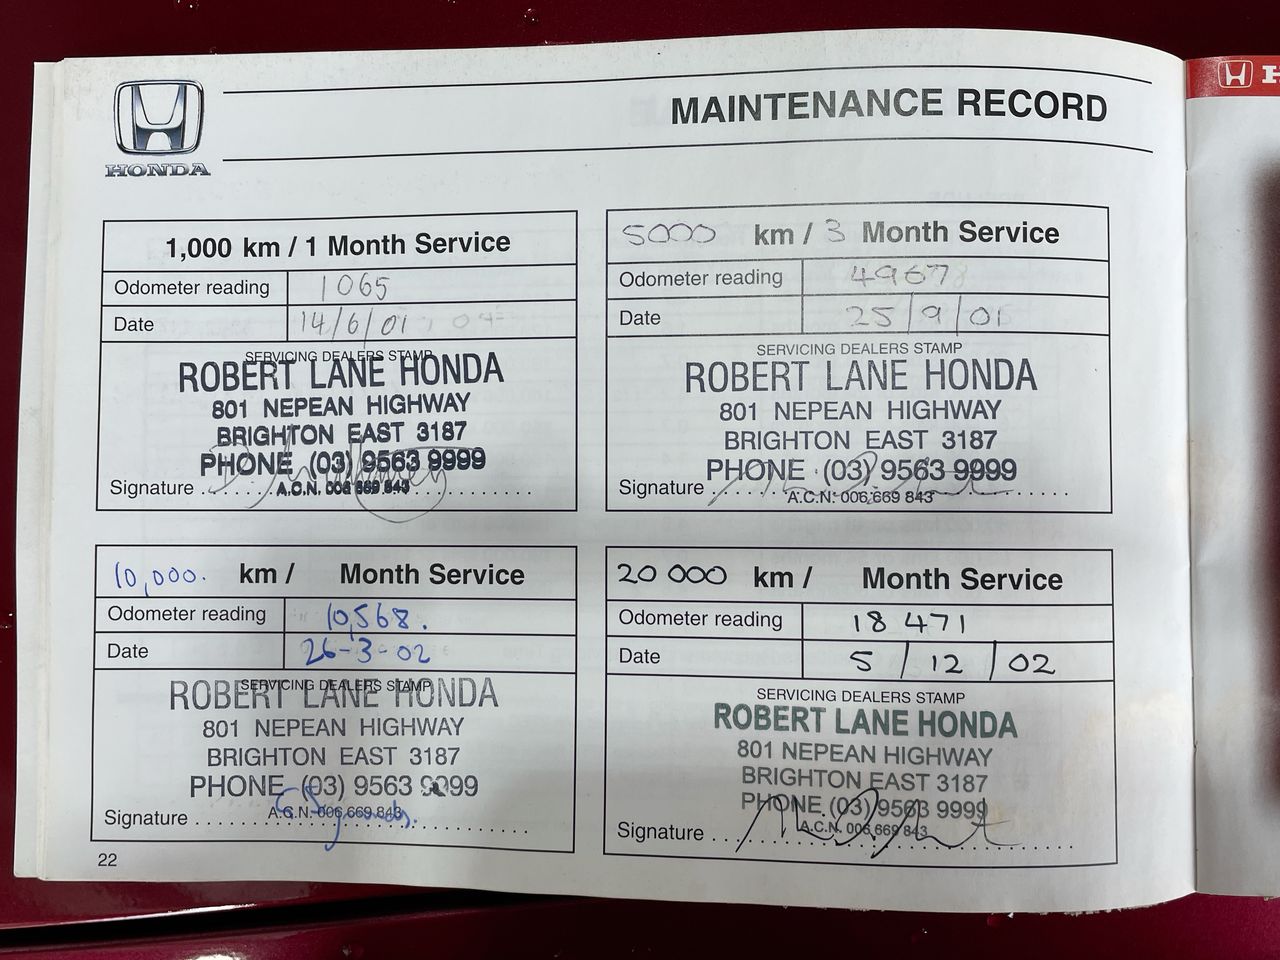 HONDA
MAINTENANCE RECORD
1,000 km / 1 Month Service
Odometer reading 1065
Date 14/6/01
SERVICING DEALERS STAMP
ROBERT LANE HONDA
801 NEPEAN HIGHWAY
BRIGHTON EAST 3187
PHONE (03) 9563 9999
A.C.N. 006 669 843
Signature
5000 km / 3 Month Service
Odometer reading 4967
Date 25/9/01
SERVICING DEALERS STAMP
ROBERT LANE HONDA
801 NEPEAN HIGHWAY
BRIGHTON EAST 3187
PHONE (03) 9563 9999
Signature
A.C.N. 006 669 843
10,000. km / Month Service
Odometer reading 10,568.
Date 26-3-02
SERVICING DEALERS STAMP
ROBERT LANE HONDA
801 NEPEAN HIGHWAY
BRIGHTON EAST 3187
PHONE (03) 9563 9999
A.C.N. 006 669 843
Signature
20 000 km / Month Service
Odometer reading 18 471
Date 5/12/02
SERVICING DEALERS STAMP
ROBERT LANE HONDA
801 NEPEAN HIGHWAY
BRIGHTON EAST 3187
PHONE (03) 9563 9999
A.C.N. 006 669 843
Signature
22